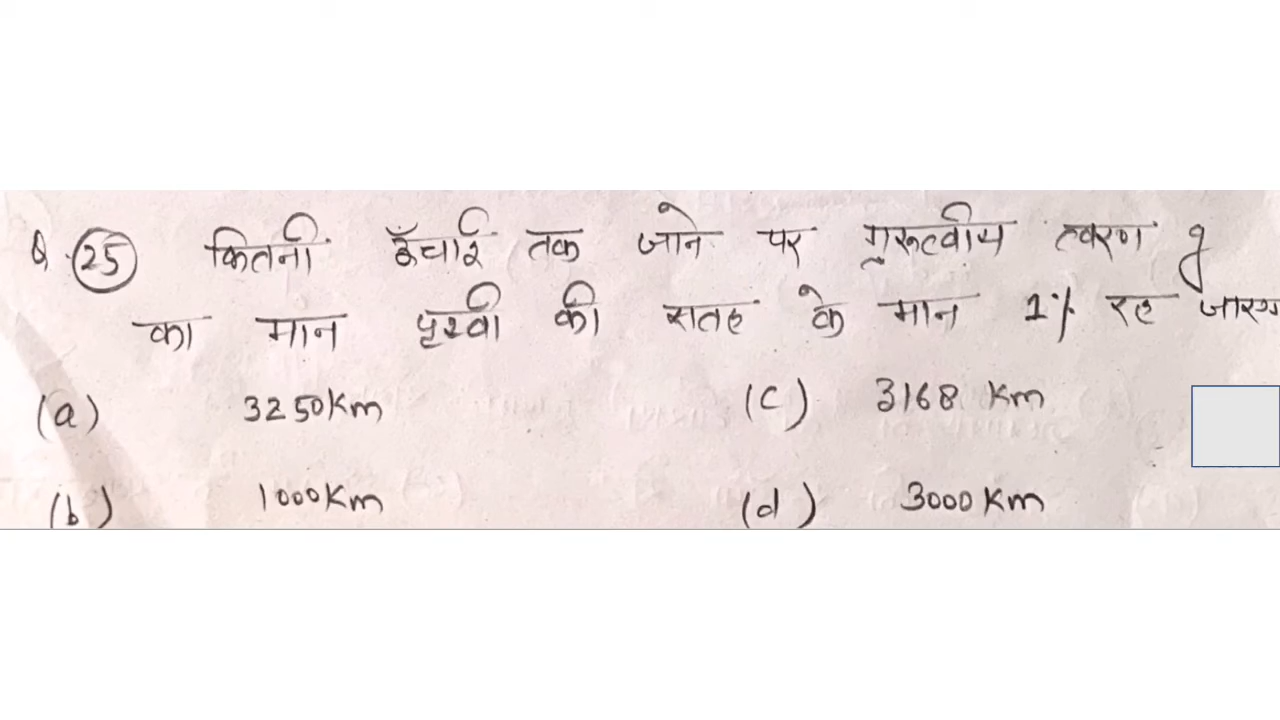 Q. (25) कितनी ऊँचाई तक जाने पर गुरूत्वीय त्वरण g
का मान पृथ्वी की सतह के मान 1% रह जाएगा
(a) 3250Km (c) 3168 Km
(b) 1000Km (d) 3000Km